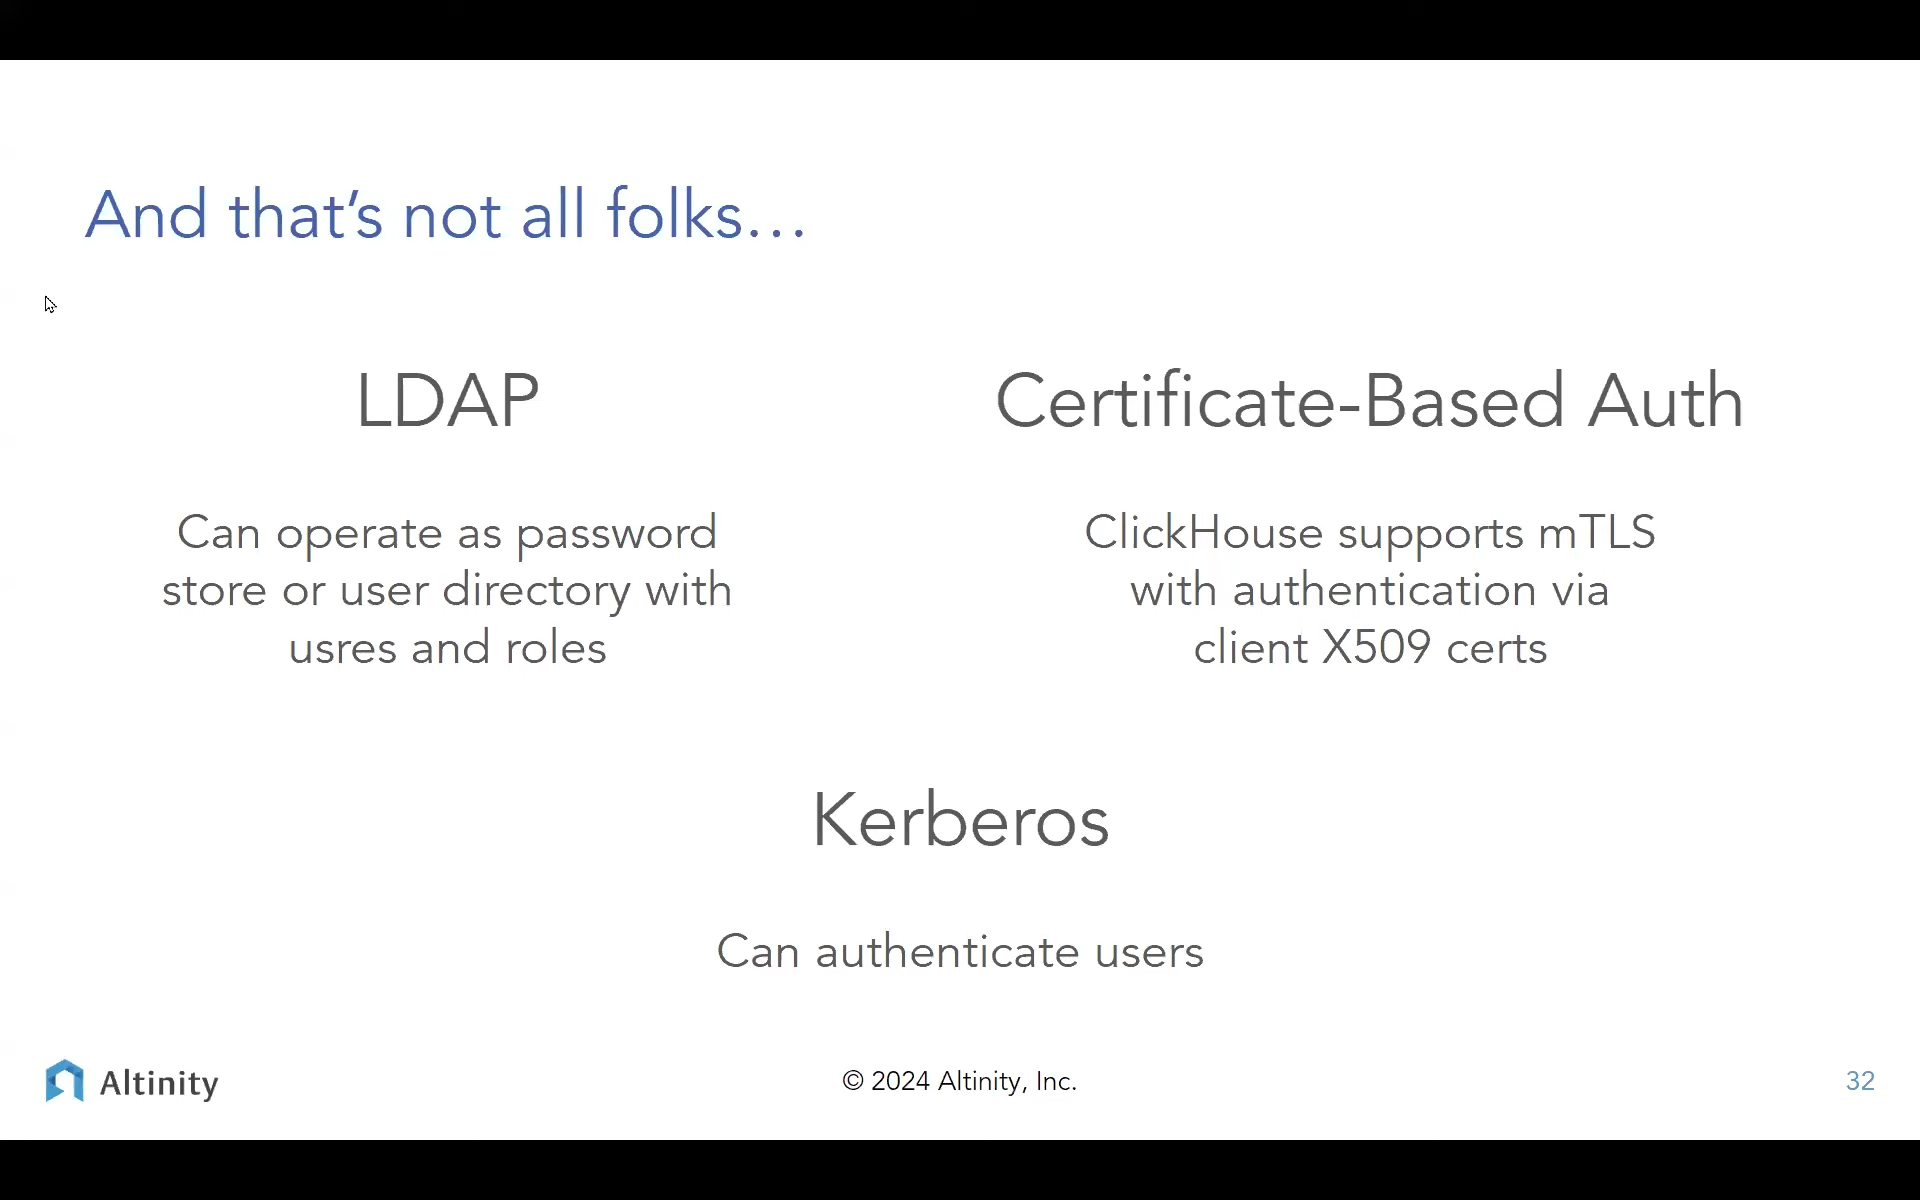 And that’s not all folks…
LDAP
Can operate as password
store or user directory with
usres and roles
Certificate-Based Auth
ClickHouse supports mTLS
with authentication via
client X509 certs
Kerberos
Can authenticate users
Altinity
© 2024 Altinity, Inc.
32